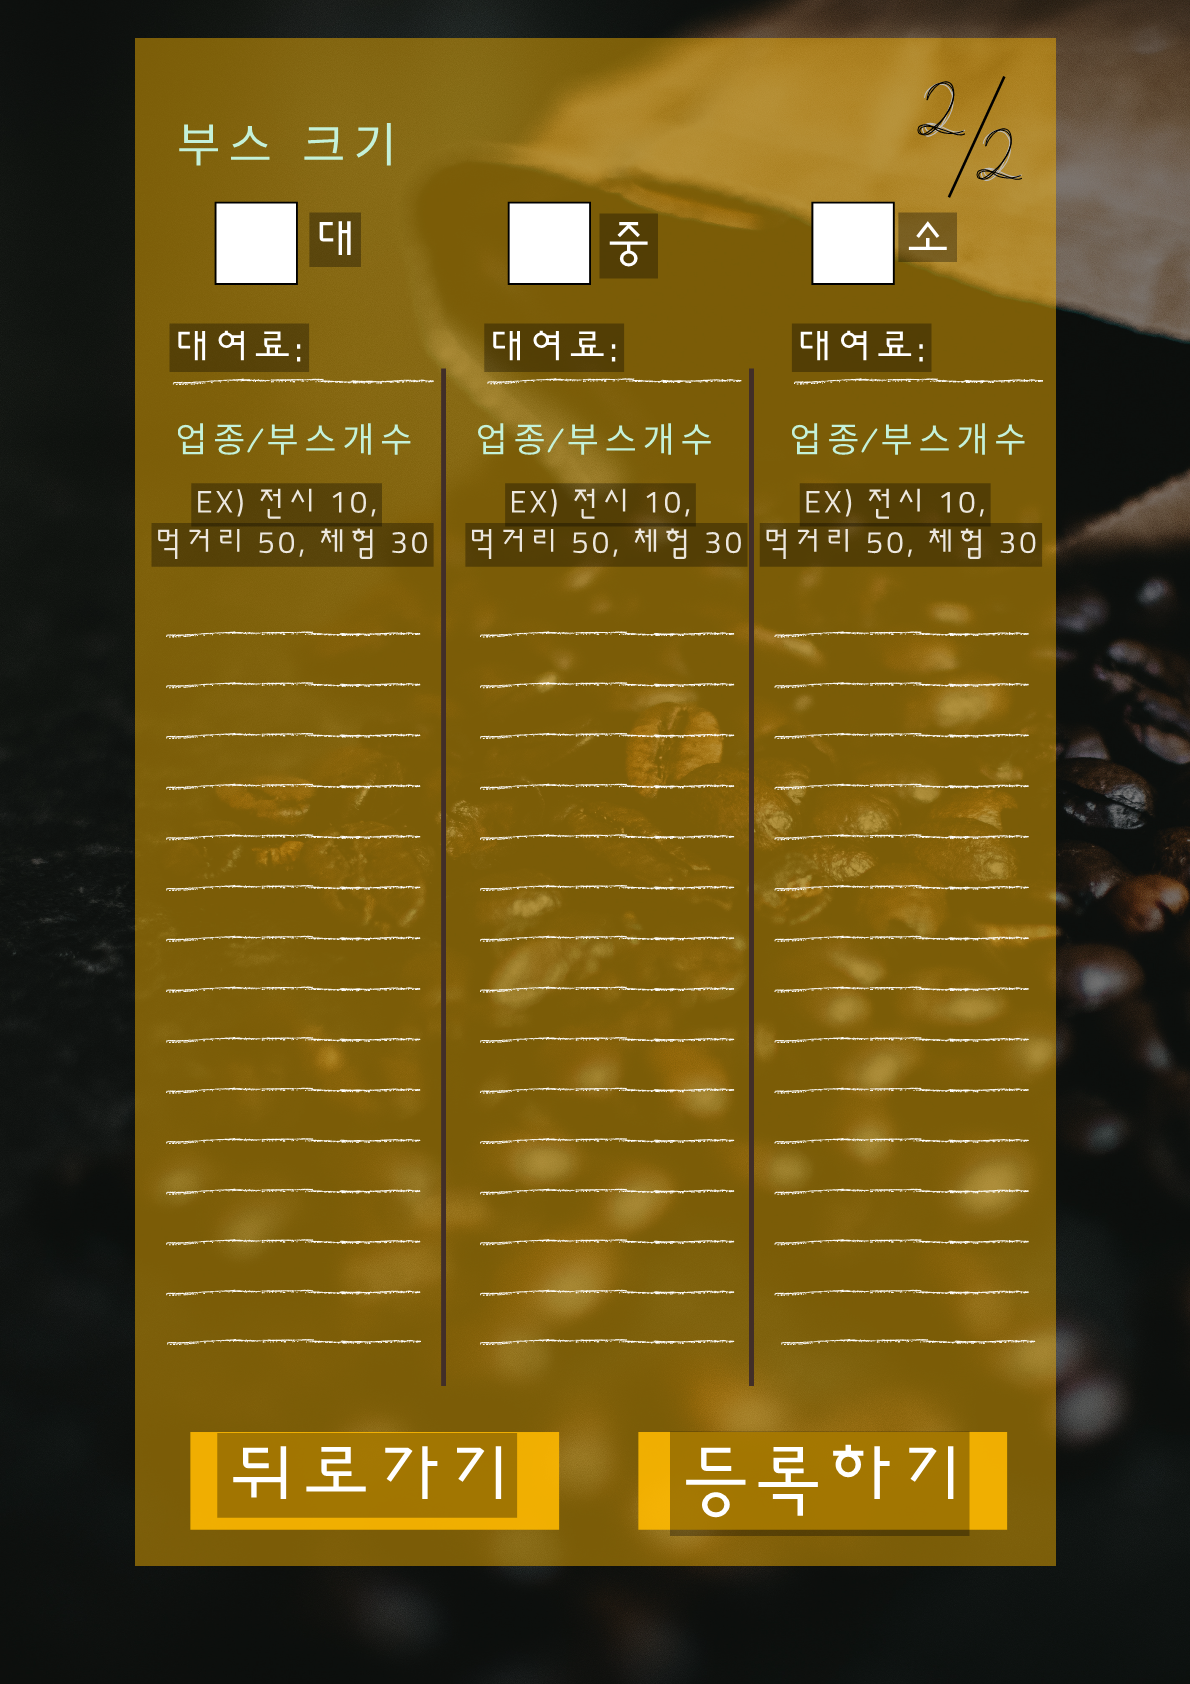 2/2
부스 크기
대 중 소
대여료: 대여료: 대여료:
업종/부스개수 업종/부스개수 업종/부스개수
EX) 전시 10, EX) 전시 10, EX) 전시 10,
먹거리 50, 체험 30 먹거리 50, 체험 30 먹거리 50, 체험 30
뒤로가기 등록하기